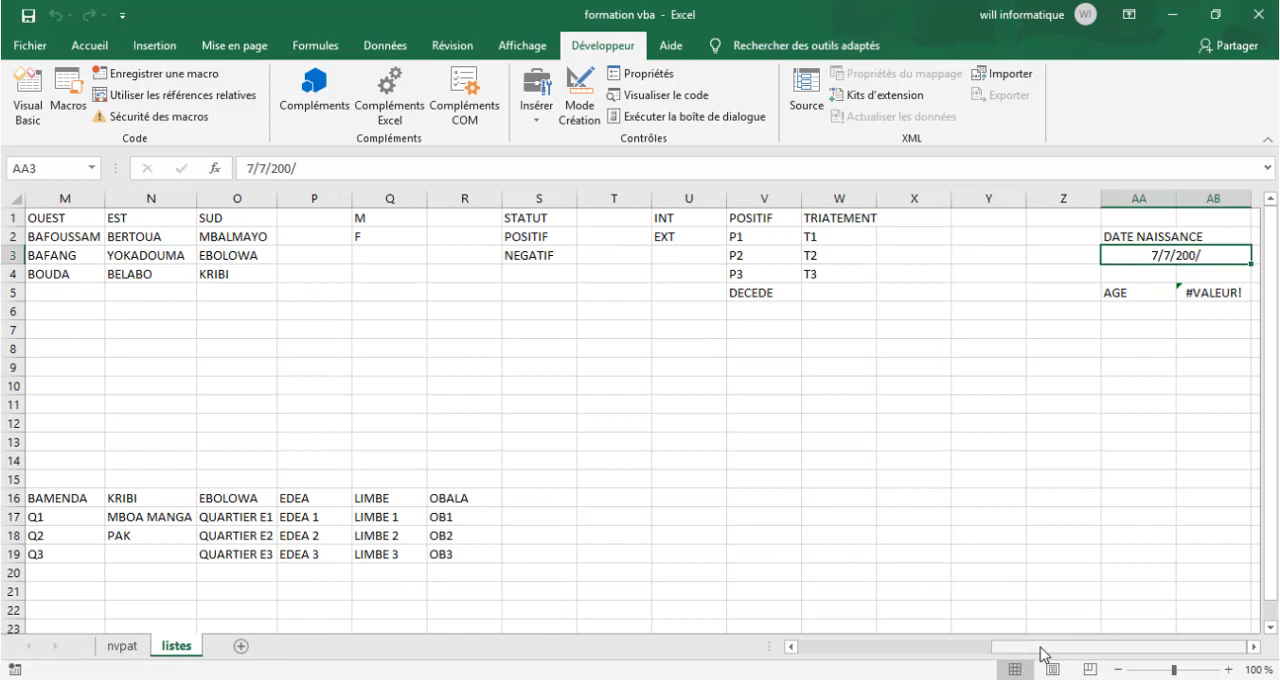 formation vba - Excel
will informatique WI
Fichier Accueil Insertion Mise en page Formules Données Révision Affichage Développeur Aide Rechercher des outils adaptés Partager
Visual Basic
Macros
Enregistrer une macro
Utiliser les références relatives
Sécurité des macros
Code
Compléments
Compléments Excel
Compléments COM
Compléments
Insérer
Mode Création
Propriétés
Visualiser le code
Exécuter la boîte de dialogue
Contrôles
Source
Propriétés du mappage
Kits d'extension
Actualiser les données
Importer
Exporter
XML
AA3 fx 7/7/200/
M N O P Q R S T U V W X Y Z AA AB
1 OUEST EST SUD M STATUT INT POSITIF TRIATEMENT
2 BAFOUSSAM BERTOUA MBALMAYO F POSITIF EXT P1 T1 DATE NAISSANCE
3 BAFANG YOKADOUMA EBOLOWA NEGATIF P2 T2 7/7/200/
4 BOUDA BELABO KRIBI P3 T3
5 DECEDE AGE #VALEUR!
6
7
8
9
10
11
12
13
14
15
16 BAMENDA KRIBI EBOLOWA EDEA LIMBE OBALA
17 Q1 MBOA MANGA QUARTIER E1 EDEA 1 LIMBE 1 OB1
18 Q2 PAK QUARTIER E2 EDEA 2 LIMBE 2 OB2
19 Q3 QUARTIER E3 EDEA 3 LIMBE 3 OB3
20
21
22
23
nvpat listes
100 %